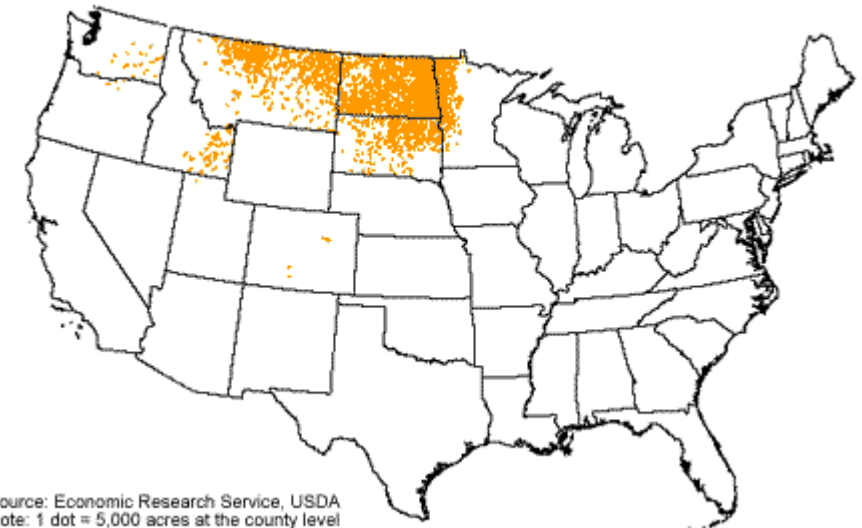 ource: Economic Research Service, USDA
ote: 1 dot = 5,000 acres at the county level